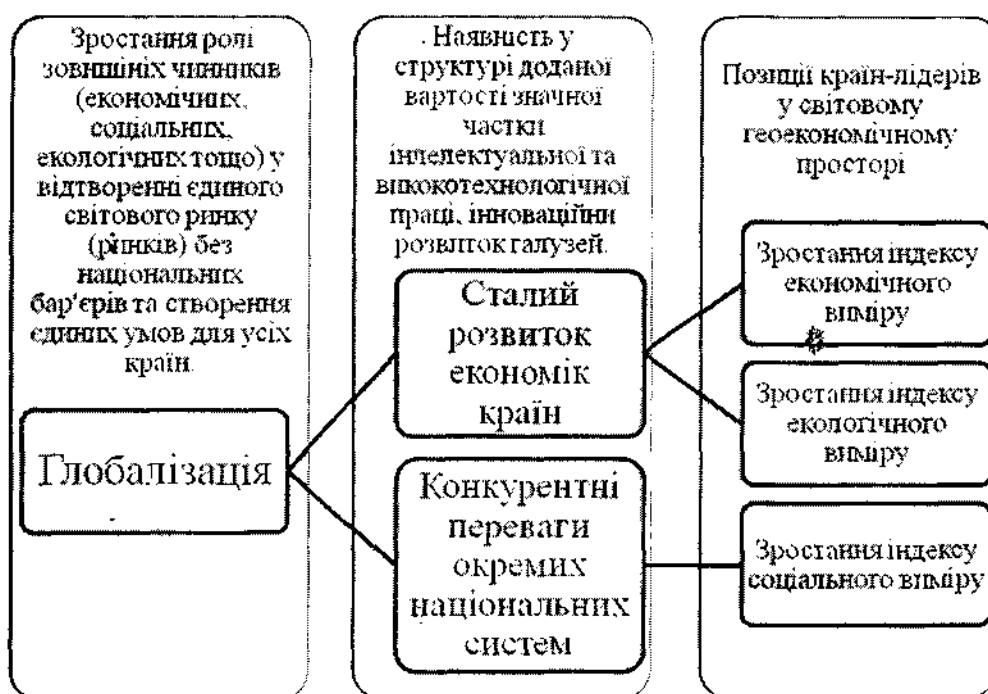 Зростання ролі
зовнішніх чинників
(економічних,
соціальних,
екологічних тощо) у
відтворенні єдиного
світового ринку
(ринків) без
національних
бар'єрів та створення
єдиних умов для усіх
країн.
Глобалізація
Наявність у
структурі доданої
вартості значної
частки
інтелектуальної та
викокотехнологічної
праці, інноваційни
розвиток галузей.
Сталий
розвиток
економік
країн
Конкурентні
переваги
окремих
національних
систем
Позиції країн-лідерів
у світовому
геоекономічному
просторі
Зростання індексу
економічного
виміру
Зростання індексу
екологічного
виміру
Зростання індексу
соціального виміру